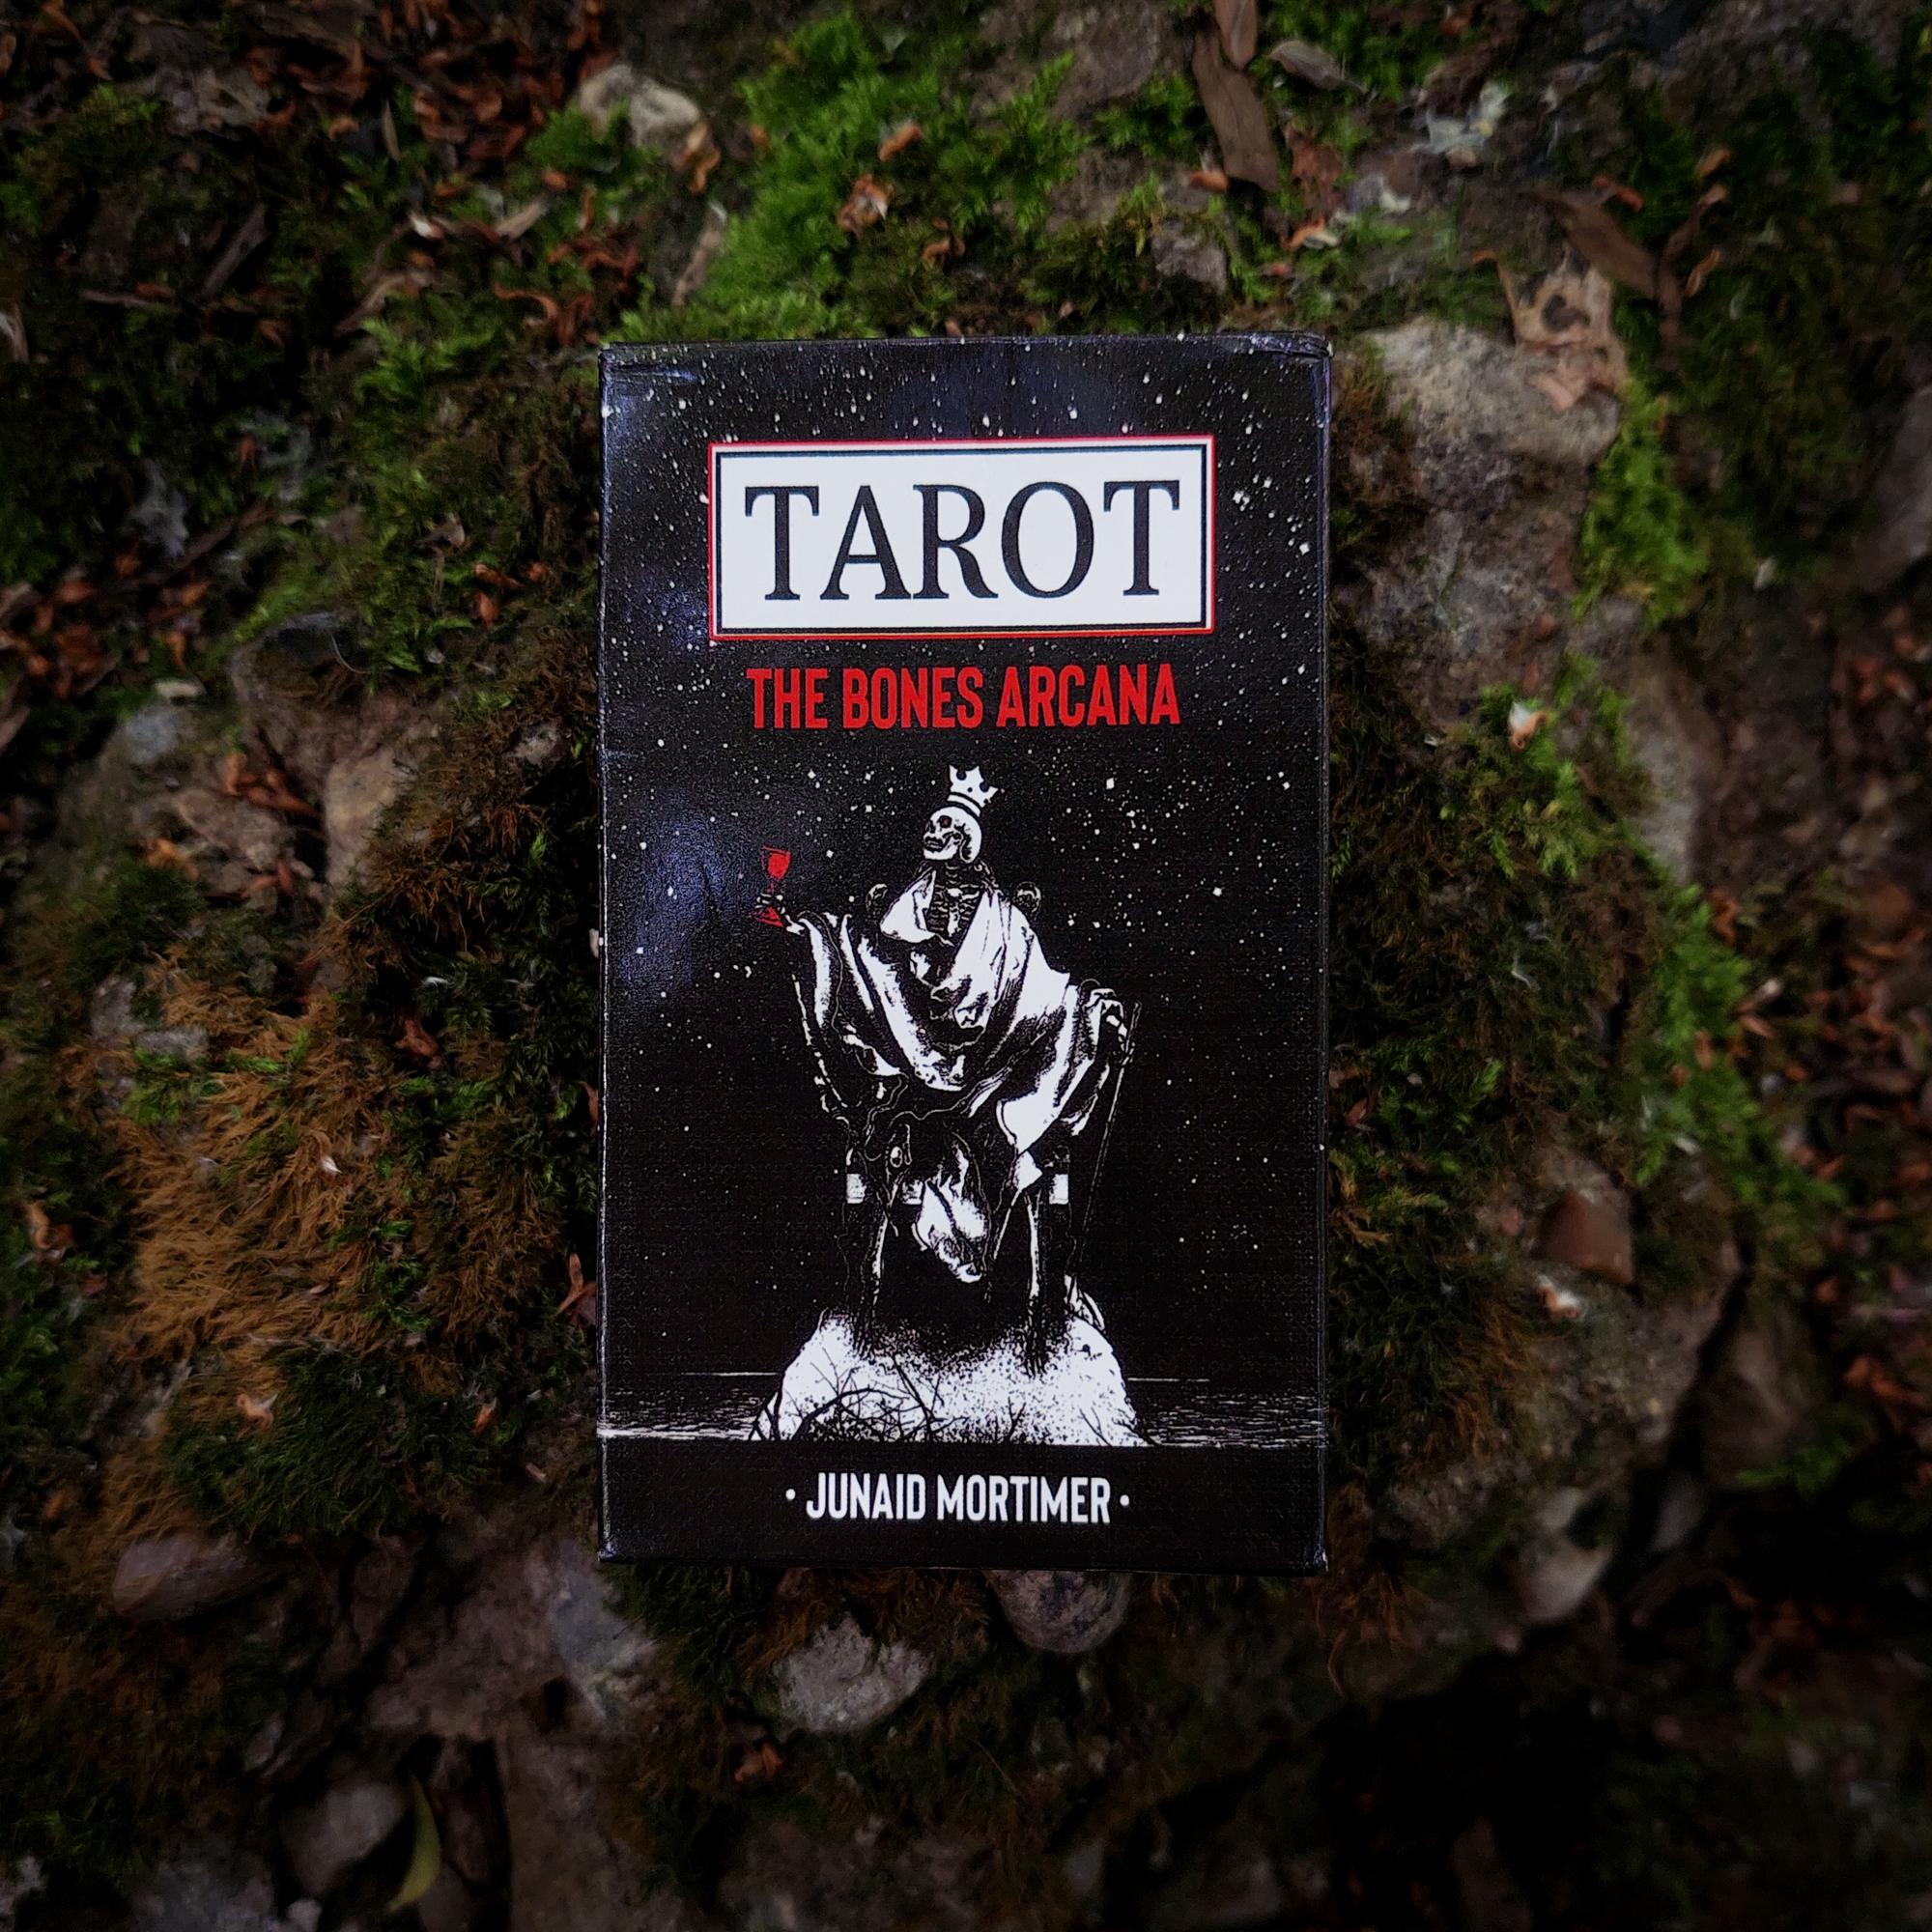 TAROT
THE BONES ARCANA
• JUNAID MORTIMER •